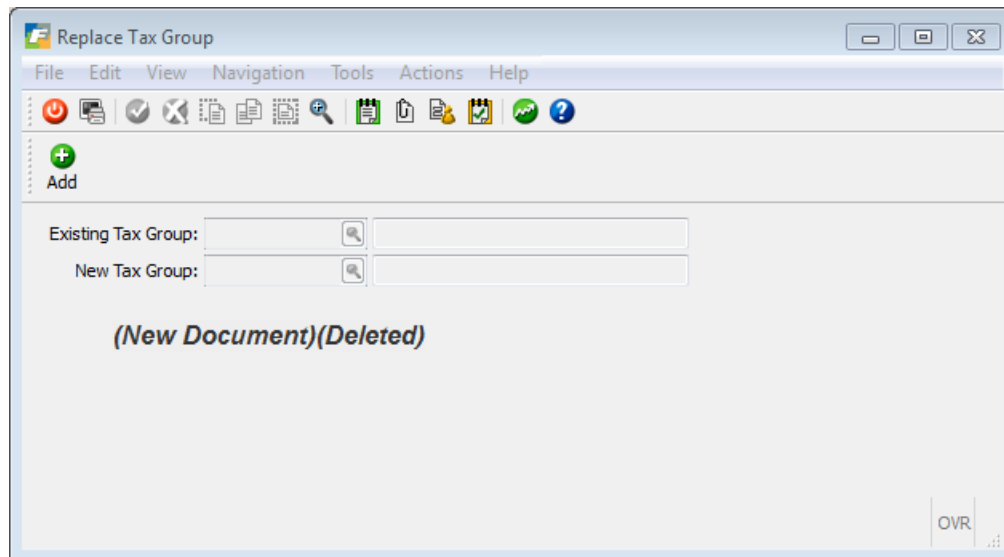 Replace Tax Group
File Edit View Navigation Tools Actions Help
Add
Existing Tax Group:
New Tax Group:
(New Document)(Deleted)
OVR